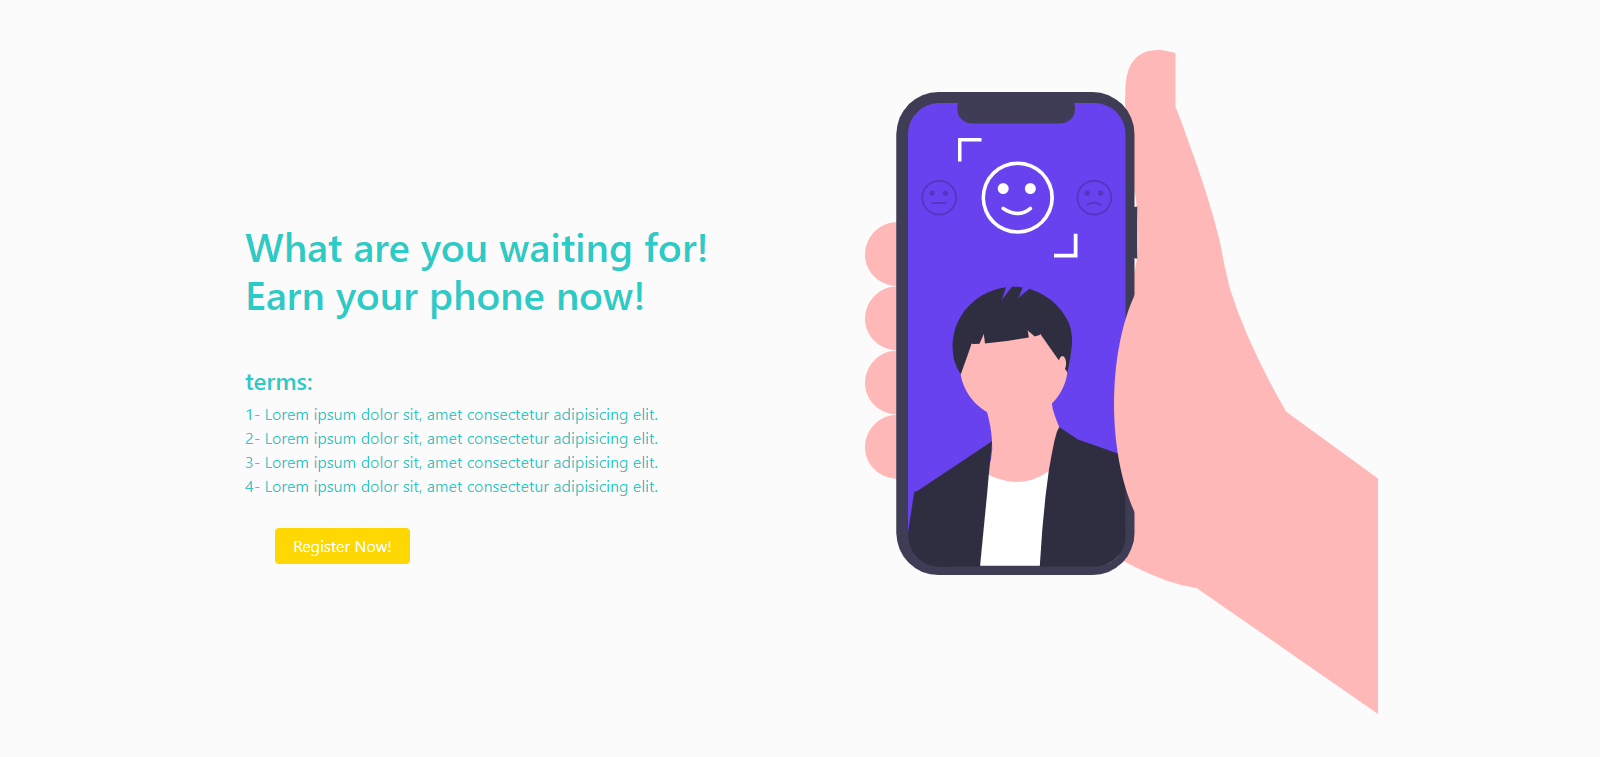 What are you waiting for!
Earn your phone now!
terms:
1- Lorem ipsum dolor sit, amet consectetur adipisicing elit.
2- Lorem ipsum dolor sit, amet consectetur adipisicing elit.
3- Lorem ipsum dolor sit, amet consectetur adipisicing elit.
4- Lorem ipsum dolor sit, amet consectetur adipisicing elit.
Register Now!